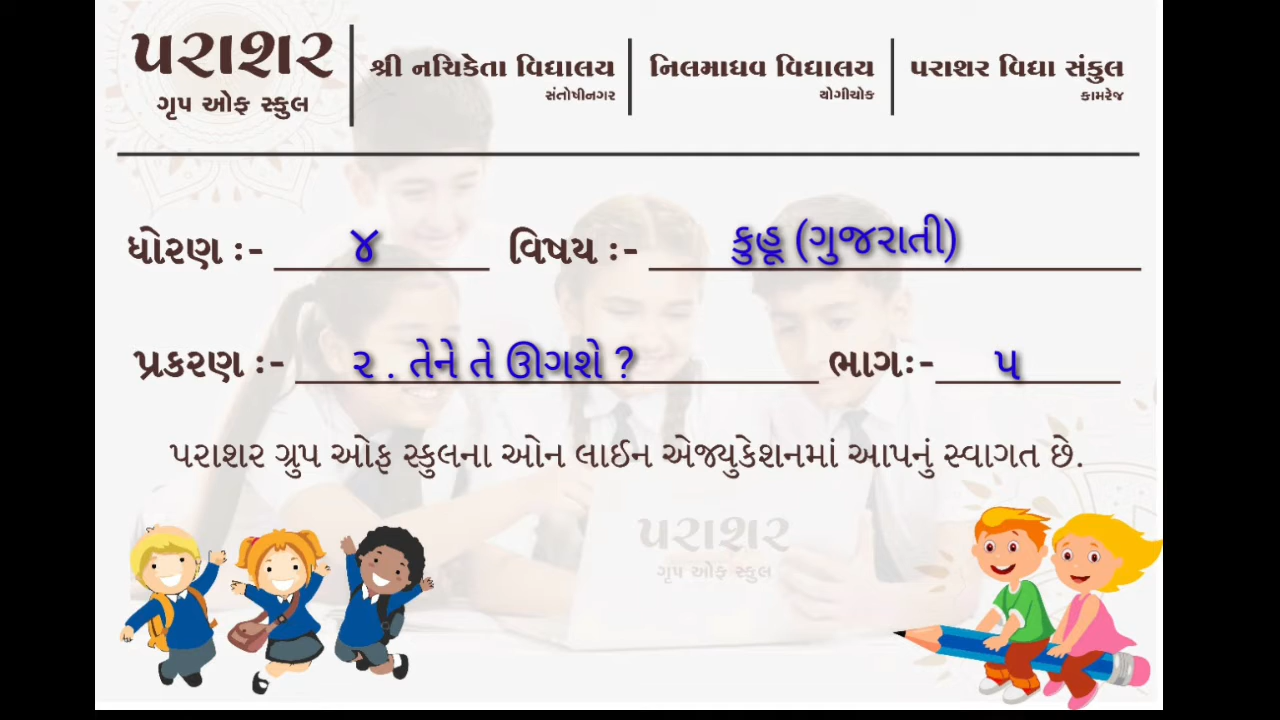 પરાશર
ગૃપ ઓફ સ્કુલ
શ્રી નચિકેતા વિદ્યાલય
સંતોષીનગર
નિલમાધવ વિદ્યાલય
યોગીચોક
પરાશર વિદ્યા સંકુલ
કામરેજ
ધોરણ :- ૪ વિષય :- કુહૂ (ગુજરાતી)
પ્રકરણ :- ૨ . તેને તે ઊગશે ? ભાગઃ- ૫
પરાશર ગ્રુપ ઓફ સ્કુલના ઓન લાઈન એજ્યુકેશનમાં આપનું સ્વાગત છે.
પરાશર
ગૃપ ઓફ સ્કુલ